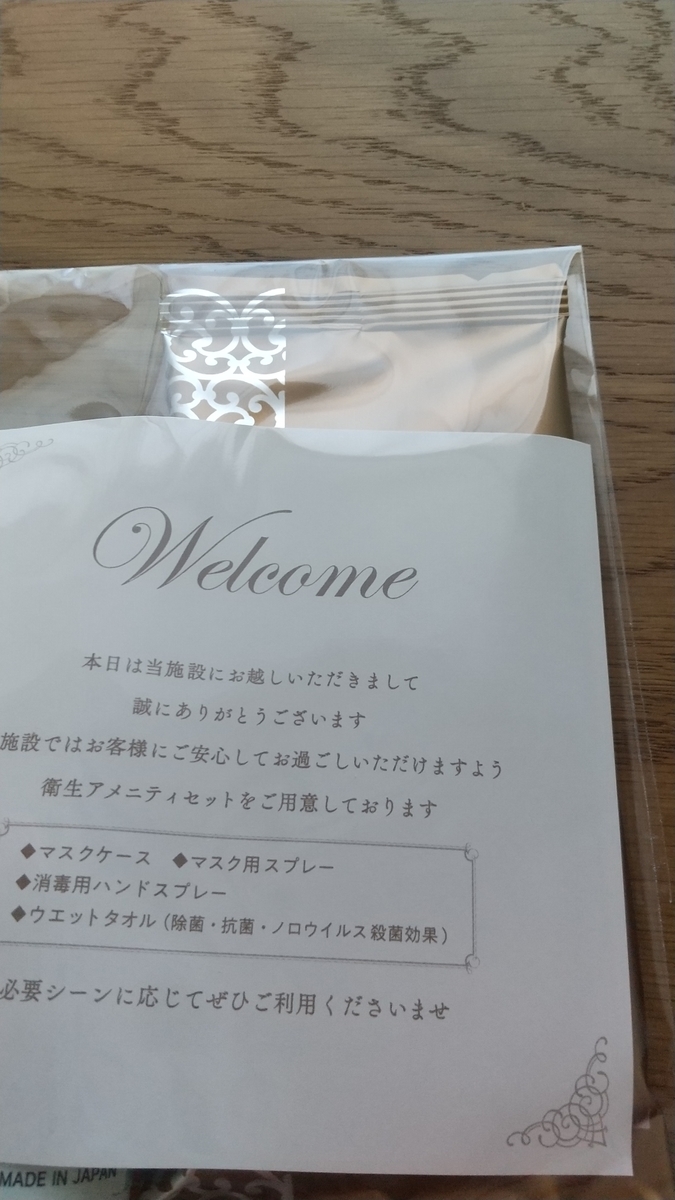 Welcome
本日は当施設にお越しいただきまして
誠にありがとうございます
施設ではお客様にご安心してお過ごしいただけますよう
衛生アメニティセットをご用意しております
◆マスクケース ◆マスク用スプレー
◆消毒用ハンドスプレー
◆ウエットタオル（除菌・抗菌・ノロウイルス殺菌効果）
必要シーンに応じてぜひご利用くださいませ
MADE IN JAPAN